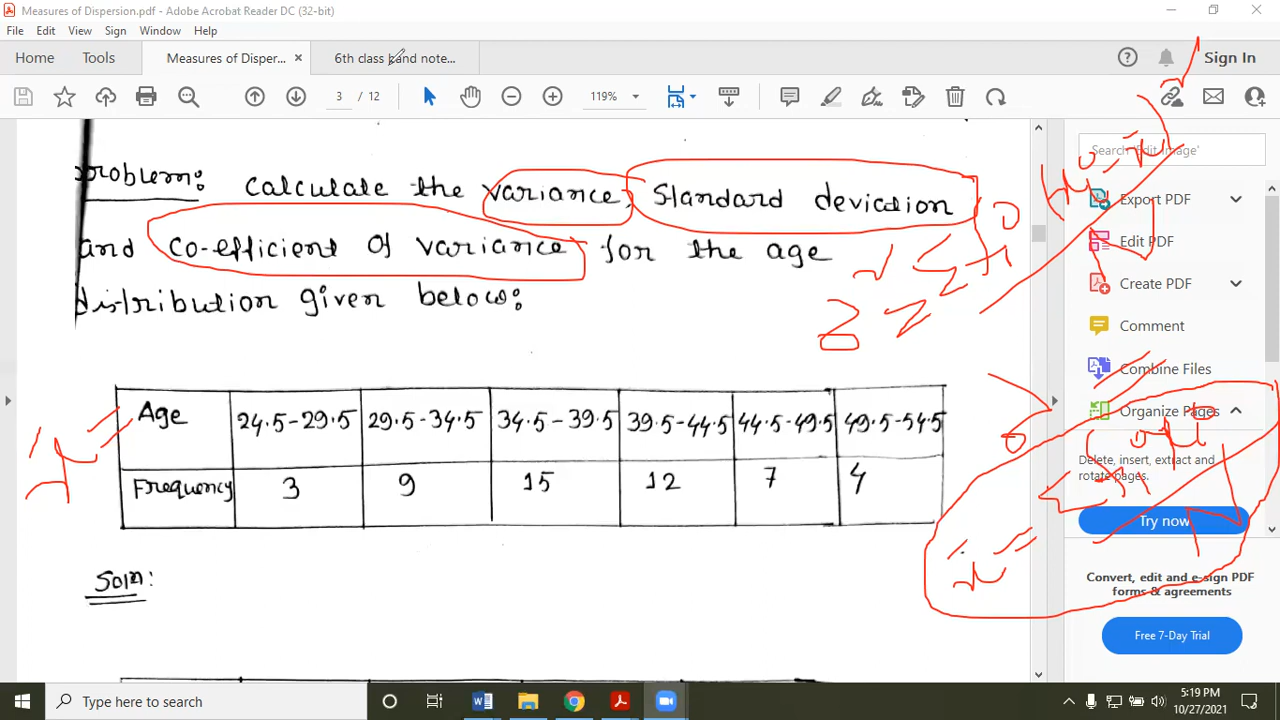 Measures of Dispersion.pdf - Adobe Acrobat Reader DC (32-bit)
File Edit View Sign Window Help
Home Tools Measures of Disper... × 6th class hand note... Sign In
3 / 12 119%
problem: Calculate the variance, Standard deviation
and co-efficient of variance for the age
distribution given below:
Age 24.5-29.5 29.5-34.5 34.5-39.5 39.5-44.5 44.5-49.5 49.5-54.5
Frequency 3 9 15 12 7 4
Soln:
Search 'Edit Image'
Export PDF
Edit PDF
Create PDF
Comment
Combine Files
Organize Pages
Delete, insert, extract and
rotate pages.
Try now
Convert, edit and e-sign PDF
forms & agreements
Free 7-Day Trial
Type here to search
5:19 PM
10/27/2021